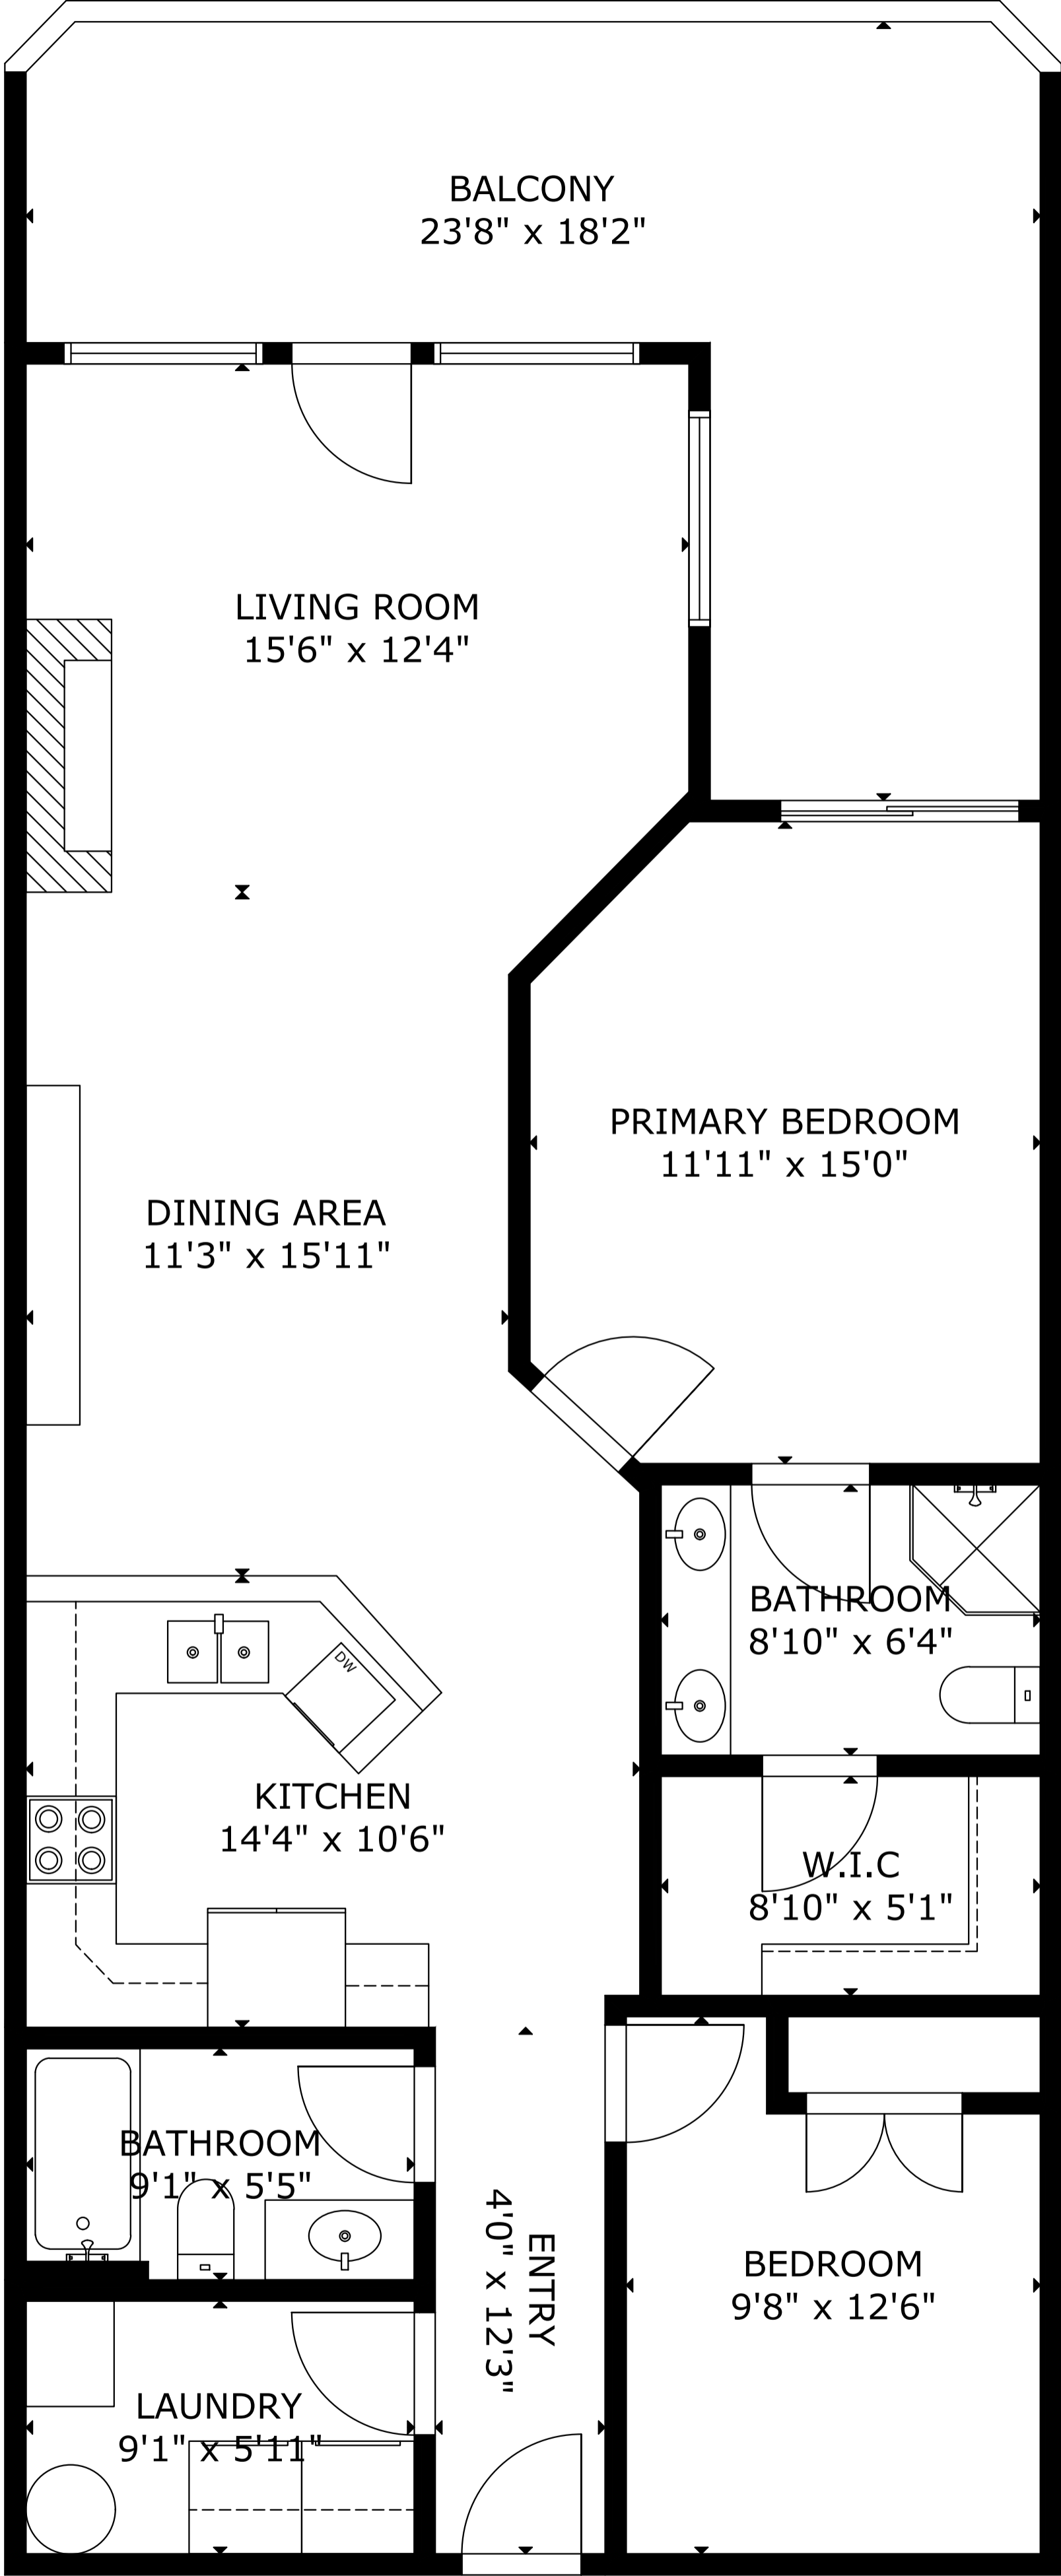 BALCONY
23'8" x 18'2"
LIVING ROOM
15'6" x 12'4"
PRIMARY BEDROOM
11'11" x 15'0"
DINING AREA
11'3" x 15'11"
BATHROOM
8'10" x 6'4"
DW
KITCHEN
14'4" x 10'6"
W.I.C
8'10" x 5'1"
BATHROOM
9'1" x 5'5"
ENTRY
4'0" x 12'3"
BEDROOM
9'8" x 12'6"
LAUNDRY
9'1" x 5'11"